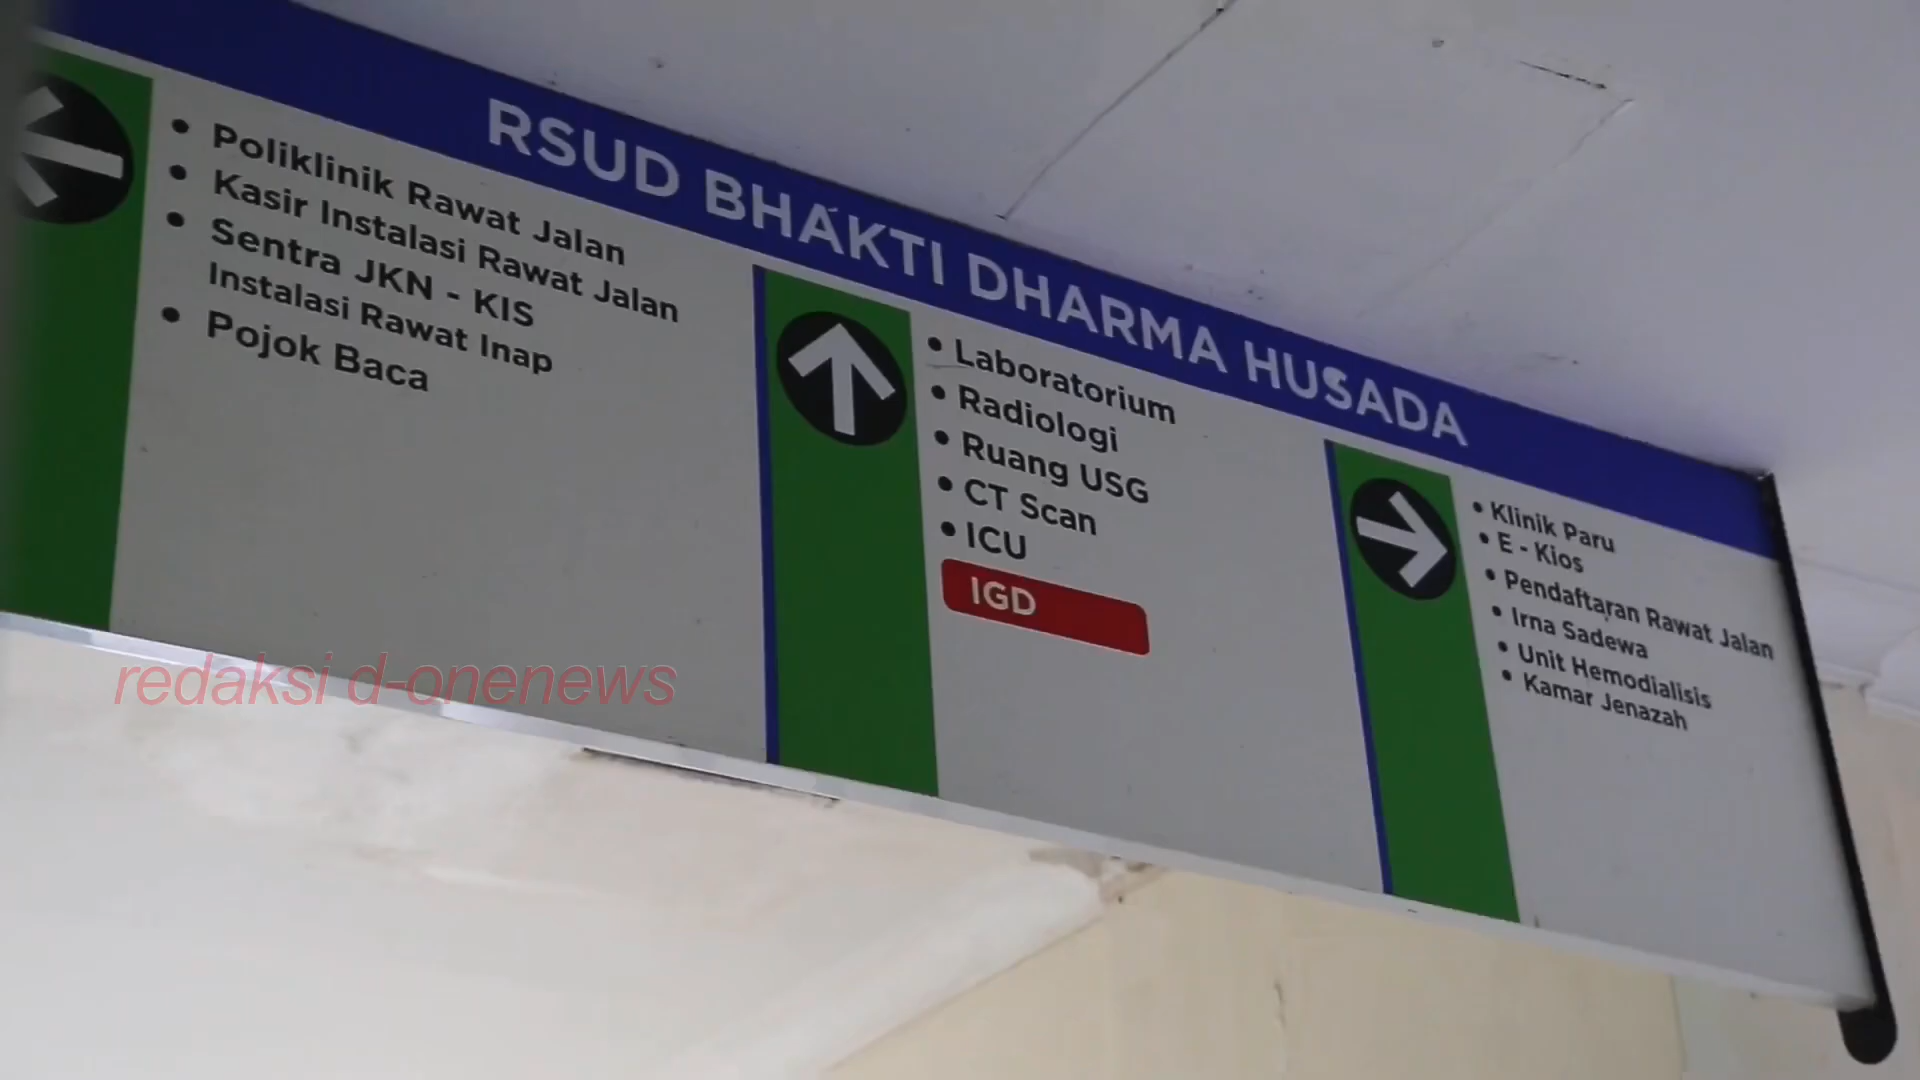 RSUD BHAKTI DHARMA HUSADA
• Poliklinik Rawat Jalan
• Kasir Instalasi Rawat Jalan
• Sentra JKN - KIS
Instalasi Rawat Inap
• Pojok Baca
• Laboratorium
• Radiologi
• Ruang USG
• CT Scan
• ICU
IGD
• Klinik Paru
• E - Kios
• Pendaftaran Rawat Jalan
• Irna Sadewa
• Unit Hemodialisis
• Kamar Jenazah
redaksi d-onenews